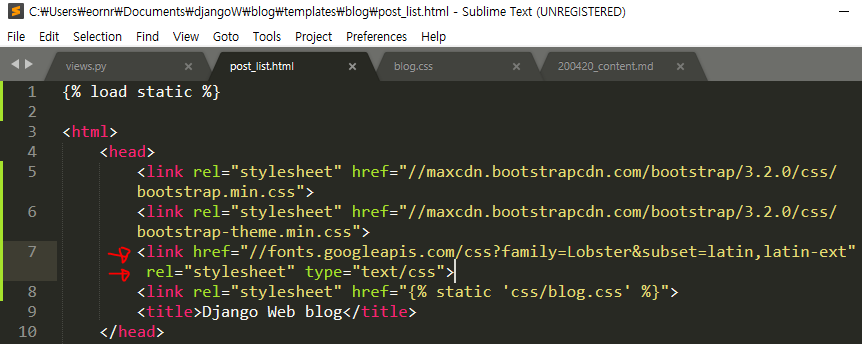 C:₩Users₩eornr₩Documents₩djangoW₩blog₩templates₩blog₩post_list.html - Sublime Text (UNREGISTERED)
File Edit Selection Find View Goto Tools Project Preferences Help
views.py × post_list.html × blog.css × 200420_content.md ×
1 {% load static %}
2
3 <html>
4 <head>
5 <link rel="stylesheet" href="//maxcdn.bootstrapcdn.com/bootstrap/3.2.0/css/
bootstrap.min.css">
6 <link rel="stylesheet" href="//maxcdn.bootstrapcdn.com/bootstrap/3.2.0/css/
bootstrap-theme.min.css">
7 <link href="//fonts.googleapis.com/css?family=Lobster&subset=latin,latin-ext"
rel="stylesheet" type="text/css">
8 <link rel="stylesheet" href="{% static 'css/blog.css' %}">
9 <title>Django Web blog</title>
10 </head>